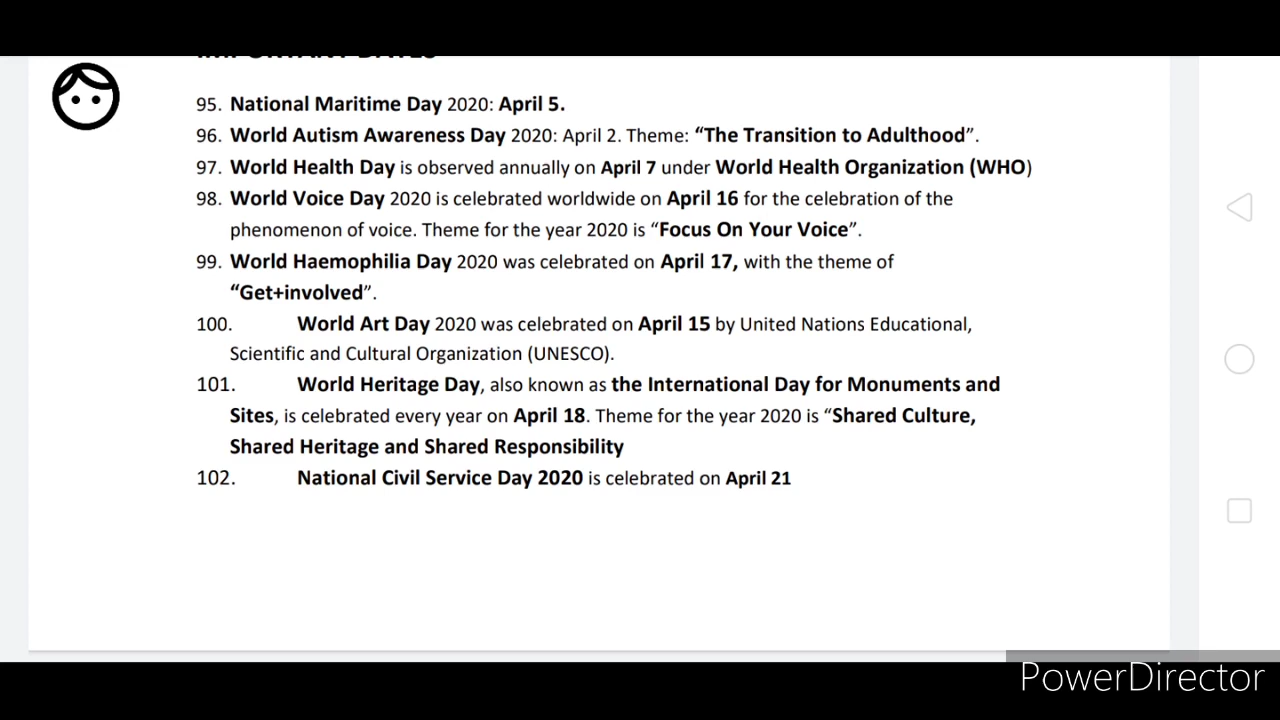 IMPORTANT DATES
95. National Maritime Day 2020: April 5.
96. World Autism Awareness Day 2020: April 2. Theme: “The Transition to Adulthood”.
97. World Health Day is observed annually on April 7 under World Health Organization (WHO)
98. World Voice Day 2020 is celebrated worldwide on April 16 for the celebration of the
phenomenon of voice. Theme for the year 2020 is “Focus On Your Voice”.
99. World Haemophilia Day 2020 was celebrated on April 17, with the theme of
“Get+involved”.
100. World Art Day 2020 was celebrated on April 15 by United Nations Educational,
Scientific and Cultural Organization (UNESCO).
101. World Heritage Day, also known as the International Day for Monuments and
Sites, is celebrated every year on April 18. Theme for the year 2020 is “Shared Culture,
Shared Heritage and Shared Responsibility
102. National Civil Service Day 2020 is celebrated on April 21
PowerDirector